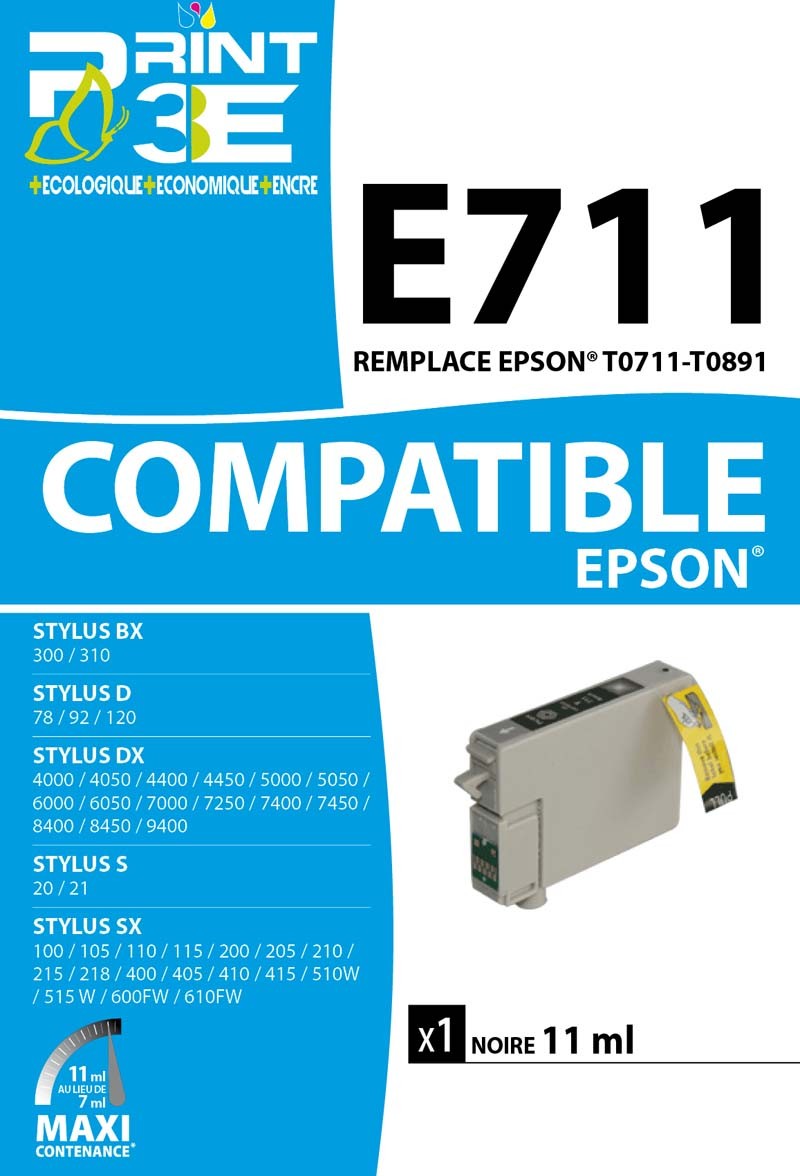 PRINT
3E
+ECOLOGIQUE+ECONOMIQUE+ENCRE
E711
REMPLACE EPSON® T0711-T0891
COMPATIBLE
EPSON®
STYLUS BX
300 / 310
STYLUS D
78 / 92 / 120
STYLUS DX
4000 / 4050 / 4400 / 4450 / 5000 / 5050 /
6000 / 6050 / 7000 / 7250 / 7400 / 7450 /
8400 / 8450 / 9400
STYLUS S
20 / 21
STYLUS SX
100 / 105 / 110 / 115 / 200 / 205 / 210 /
215 / 218 / 400 / 405 / 410 / 415 / 510W
/ 515 W / 600FW / 610FW
PULL
x1 NOIRE 11 ml
11 ml
AU LIEU DE
7 ml
MAXI
CONTENANCE*